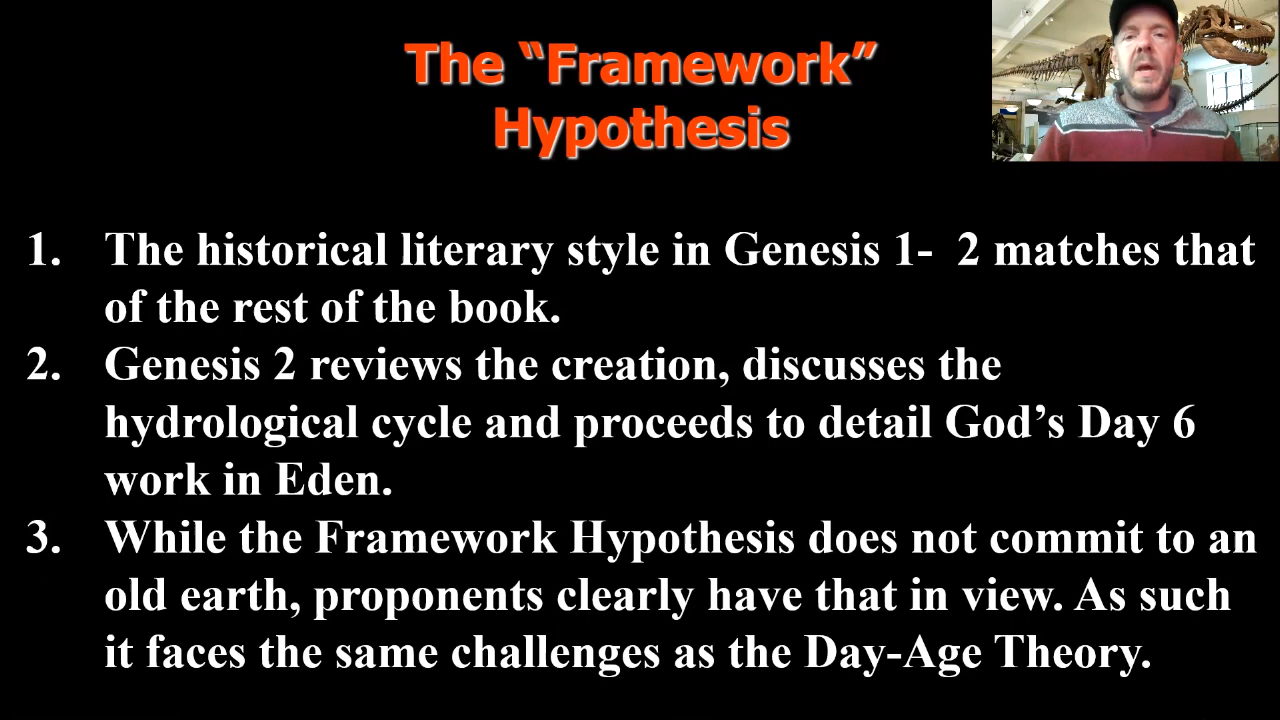 The “Framework”
Hypothesis
1. The historical literary style in Genesis 1- 2 matches that
of the rest of the book.
2. Genesis 2 reviews the creation, discusses the
hydrological cycle and proceeds to detail God’s Day 6
work in Eden.
3. While the Framework Hypothesis does not commit to an
old earth, proponents clearly have that in view. As such
it faces the same challenges as the Day-Age Theory.